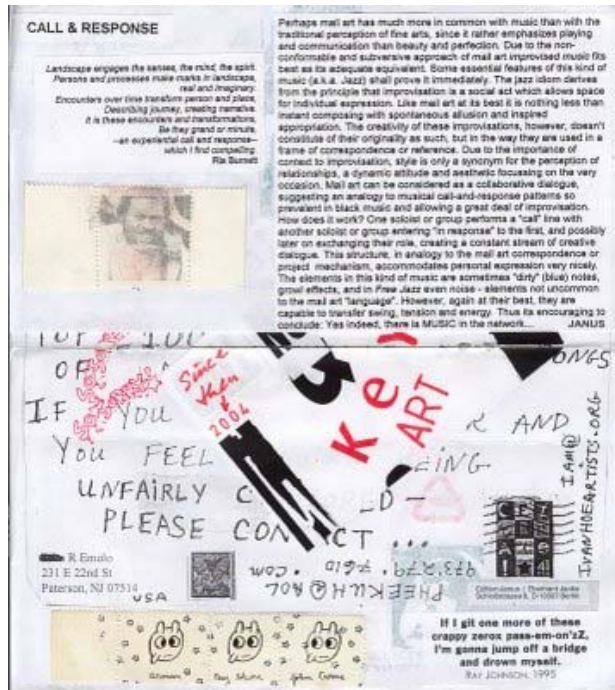 CALL & RESPONSE
Landscape engages the senses, the mind, the spirit.
Persons and processes make marks in landscape,
real and imaginary.
Encounters over time transform person and place,
Describing journey, creating narrative.
It is these encounters and transformations,
Be they grand or minute,
–an experiential call and response–
which I find compelling.
Ria Burnett
Perhaps mail art has much more in common with music than with the
traditional perception of fine arts, since it rather emphasizes playing
and communication than beauty and perfection. Due to the non-
conformable and subversive approach of mail art improvised music fits
best as its adequate equivalent. Some essential features of this kind of
music (a.k.a. Jazz) shall prove it immediately. The jazz idiom derives
from the principle that improvisation is a social act which allows space
for individual expression. Like mail art at its best it is nothing less than
instant composing with spontaneous allusion and inspired
appropriation. The creativity of these improvisations, however, doesn't
constitute of their originality as such, but in the way they are used in a
frame of correspondence or reference. Due to the importance of
context to improvisation, style is only a synonym for the perception of
relationships, a dynamic attitude and aesthetic focussing on the very
occasion. Mail art can be considered as a collaborative dialogue,
suggesting an analogy to musical call-and-response patterns so
prevalent in black music and allowing a great deal of improvisation.
How does it work? One soloist or group performs a "call" line with
another soloist or group entering "in response" to the first, and possibly
later on exchanging their role, creating a constant stream of creative
dialogue. This structure, in analogy to the mail art correspondence or
project mechanism, accommodates personal expression very nicely.
The elements in this kind of music are sometimes "dirty" (blue) notes,
growl effects, and in Free Jazz even noise - elements not uncommon
to the mail art "language". However, again at their best, they are
capable to transfer swing, tension and energy. Thus its encouraging to
conclude: Yes indeed, there is MUSIC in the network... JANUS
OF
ONGS
Since
then
2004
Key
ART
IF YOU
AND
YOU FEEL
EING
UNFAIRLY C D-
PLEASE CON CT ...
IAM@
IVANHOEARTISTS.ORG
R Emolo
231 E 22nd St
Paterson, NJ 07514
USA
PHEEKUH@AOL.COM
973.279.
Edition Janus | Eberhard Janke
If I git one more of these
crappy zerox pass-em-on'zZ,
I'm gonna jump off a bridge
and drown myself.
RAY JOHNSON, 1995